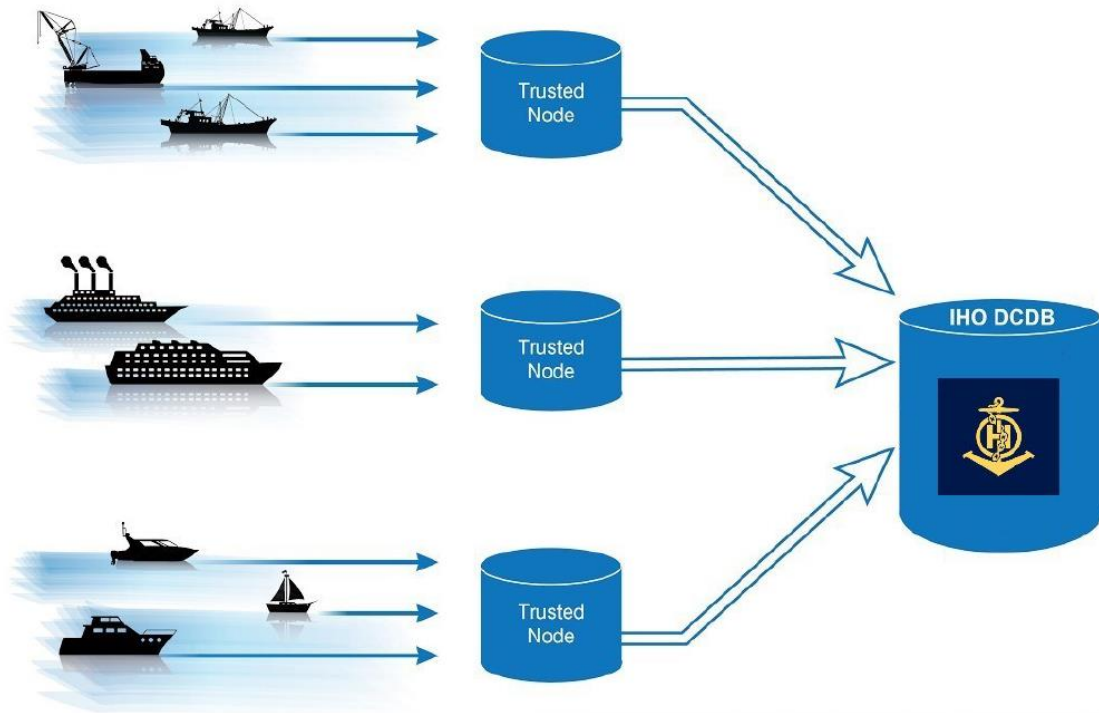 Trusted
Node
IHO DCDB
Trusted
Node
Trusted
Node